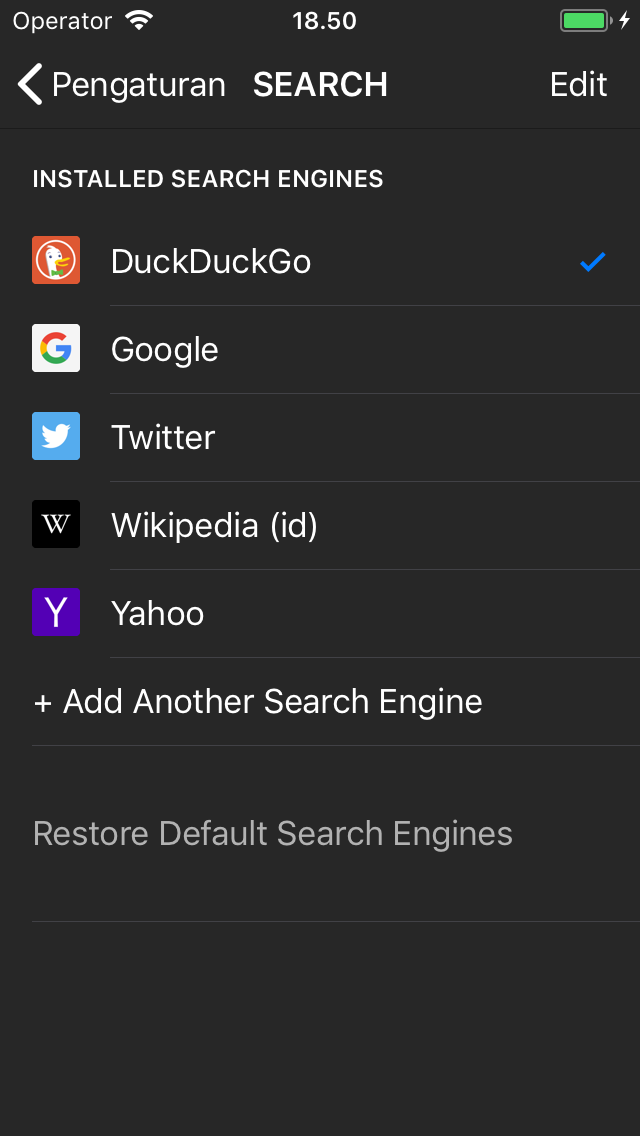 Operator 18.50
Pengaturan SEARCH Edit
INSTALLED SEARCH ENGINES
DuckDuckGo
Google
Twitter
W Wikipedia (id)
Y Yahoo
+ Add Another Search Engine
Restore Default Search Engines